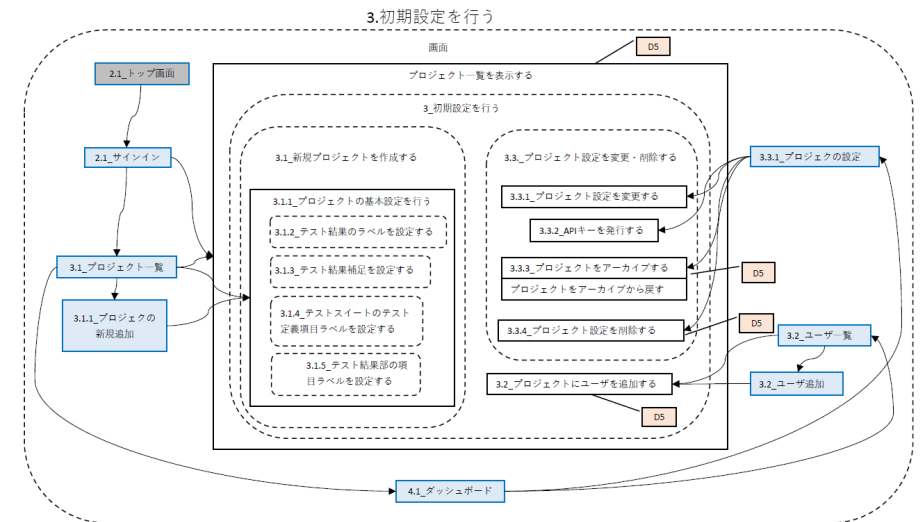 3.初期設定を行う
画面
D5
2.1_トップ画面
プロジェクト一覧を表示する
3_初期設定を行う
2.1_サインイン
3.1_新規プロジェクトを作成する
3.3._プロジェクト設定を変更・削除する
3.3.1_プロジェクの設定
3.1.1_プロジェクトの基本設定を行う
3.3.1_プロジェクト設定を変更する
3.1.2_テスト結果のラベルを設定する
3.3.2_APIキーを発行する
3.1_プロジェクト一覧
3.1.3_テスト結果補足を設定する
3.3.3_プロジェクトをアーカイブする
D5
プロジェクトをアーカイブから戻す
3.1.1_プロジェクの
新規追加
3.1.4_テストスイートのテスト
定義項目ラベルを設定する
3.3.4_プロジェクト設定を削除する
D5
3.2_ユーザ一覧
3.1.5_テスト結果部の項
目ラベルを設定する
3.2_プロジェクトにユーザを追加する
3.2_ユーザ追加
D5
4.1_ダッシュボード